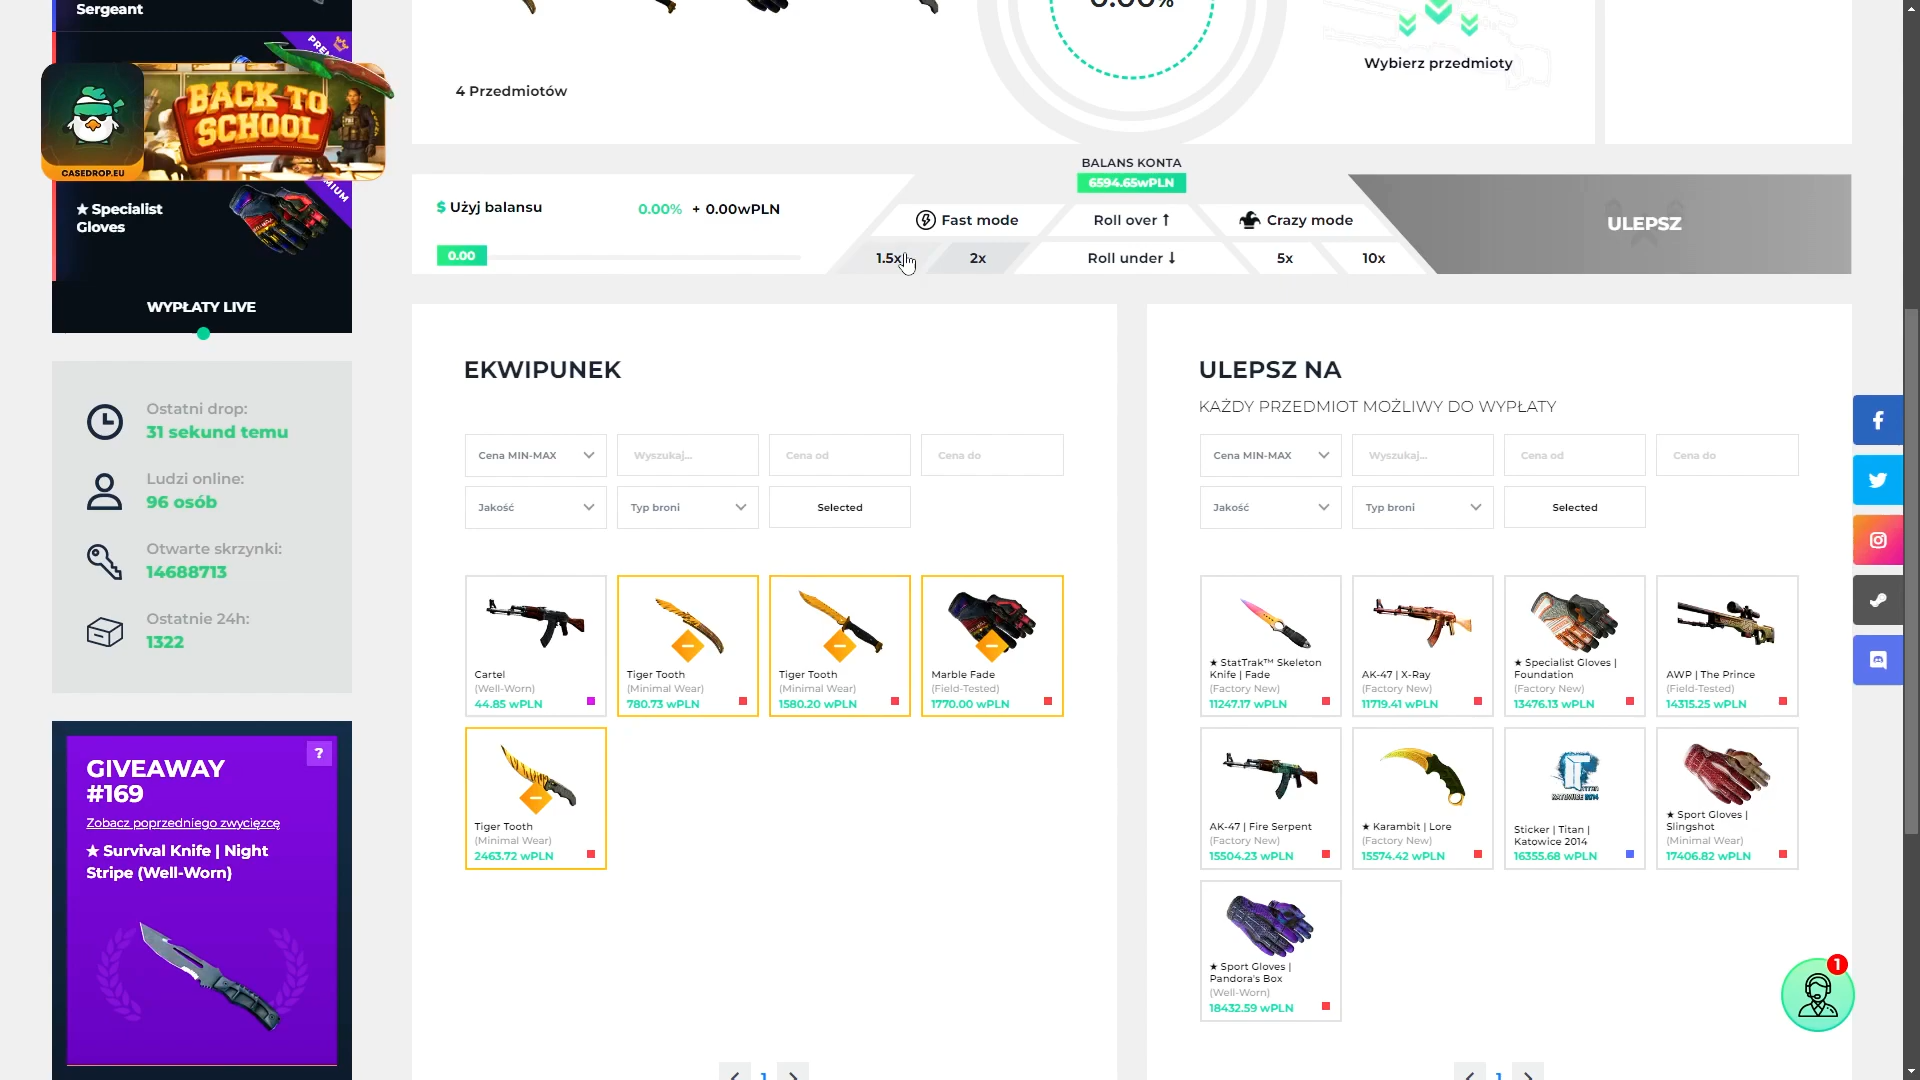 Sergeant
BACK TO
SCHOOL
CASEDROP.EU
★ Specialist
Gloves
WYPŁATY LIVE
Ostatni drop:
31 sekund temu
Ludzi online:
96 osób
Otwarte skrzynki:
14688713
Ostatnie 24h:
1322
GIVEAWAY
#169
?
Zobacz poprzedniego zwycięzcę
★ Survival Knife | Night
Stripe (Well-Worn)
4 Przedmiotów
Wybierz przedmioty
$ Użyj balansu
0.00% + 0.00wPLN
0.00
BALANS KONTA
6594.65wPLN
Fast mode
Roll over ↑
Crazy mode
1.5x
2x
Roll under ↓
5x
10x
ULEPSZ
EKWIPUNEK
Cena MIN-MAX
Wyszukaj...
Cena od
Cena do
Jakość
Typ broni
Selected
Cartel
(Well-Worn)
44.85 wPLN
Tiger Tooth
(Minimal Wear)
780.73 wPLN
Tiger Tooth
(Minimal Wear)
1580.20 wPLN
Marble Fade
(Field-Tested)
1770.00 wPLN
Tiger Tooth
(Minimal Wear)
2463.72 wPLN
1
ULEPSZ NA
KAŻDY PRZEDMIOT MOŻLIWY DO WYPŁATY
Cena MIN-MAX
Wyszukaj...
Cena od
Cena do
Jakość
Typ broni
Selected
★ StatTrak™ Skeleton
Knife | Fade
(Factory New)
11247.17 wPLN
AK-47 | X-Ray
(Factory New)
11719.41 wPLN
★ Specialist Gloves |
Foundation
(Factory New)
13476.13 wPLN
AWP | The Prince
(Field-Tested)
14315.25 wPLN
AK-47 | Fire Serpent
(Factory New)
15504.23 wPLN
★ Karambit | Lore
(Factory New)
15574.42 wPLN
Sticker | Titan |
Katowice 2014
16355.68 wPLN
★ Sport Gloves |
Slingshot
(Minimal Wear)
17406.82 wPLN
★ Sport Gloves |
Pandora's Box
(Well-Worn)
18432.59 wPLN
1
1